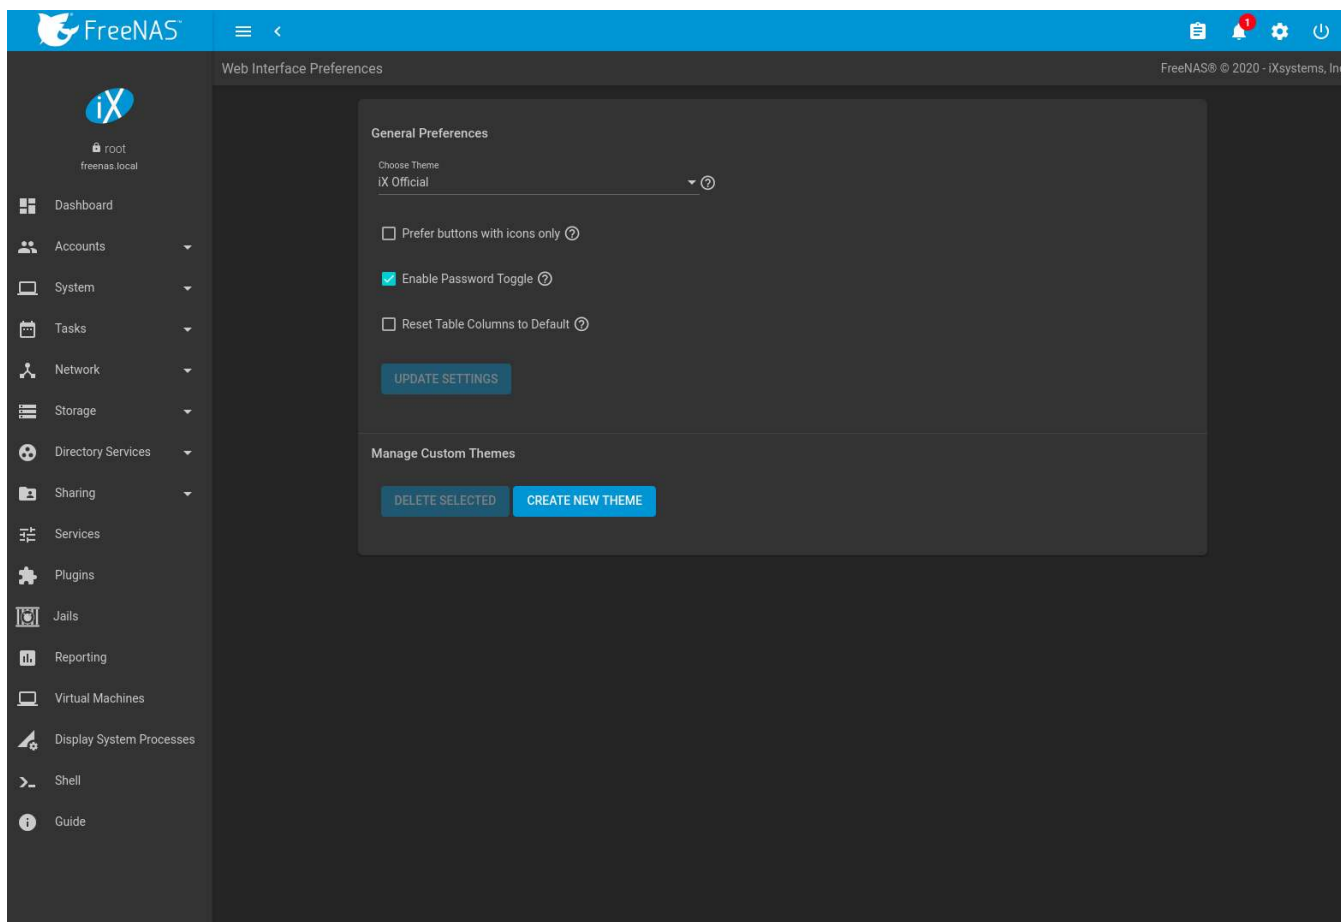 FreeNAS™
1
Web Interface Preferences
FreeNAS® © 2020 - iXsystems, Inc
iX
root
freenas.local
Dashboard
Accounts
System
Tasks
Network
Storage
Directory Services
Sharing
Services
Plugins
Jails
Reporting
Virtual Machines
Display System Processes
Shell
Guide
General Preferences
Choose Theme
iX Official
Prefer buttons with icons only
Enable Password Toggle
Reset Table Columns to Default
UPDATE SETTINGS
Manage Custom Themes
DELETE SELECTED CREATE NEW THEME